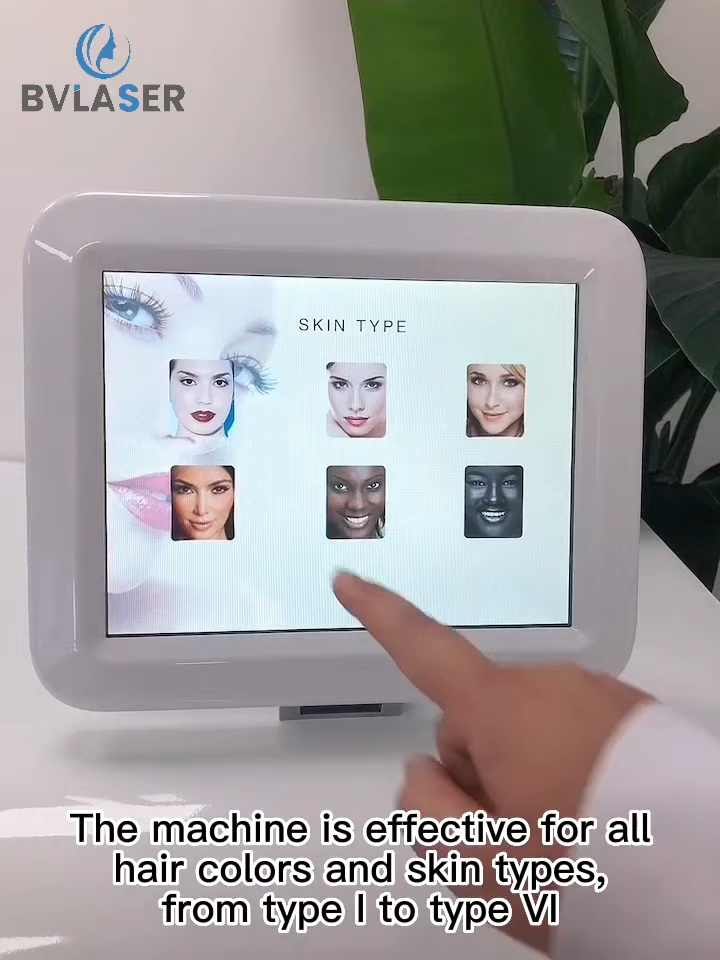 BVLASER
SKIN TYPE
The machine is effective for all
hair colors and skin types,
from type I to type VI